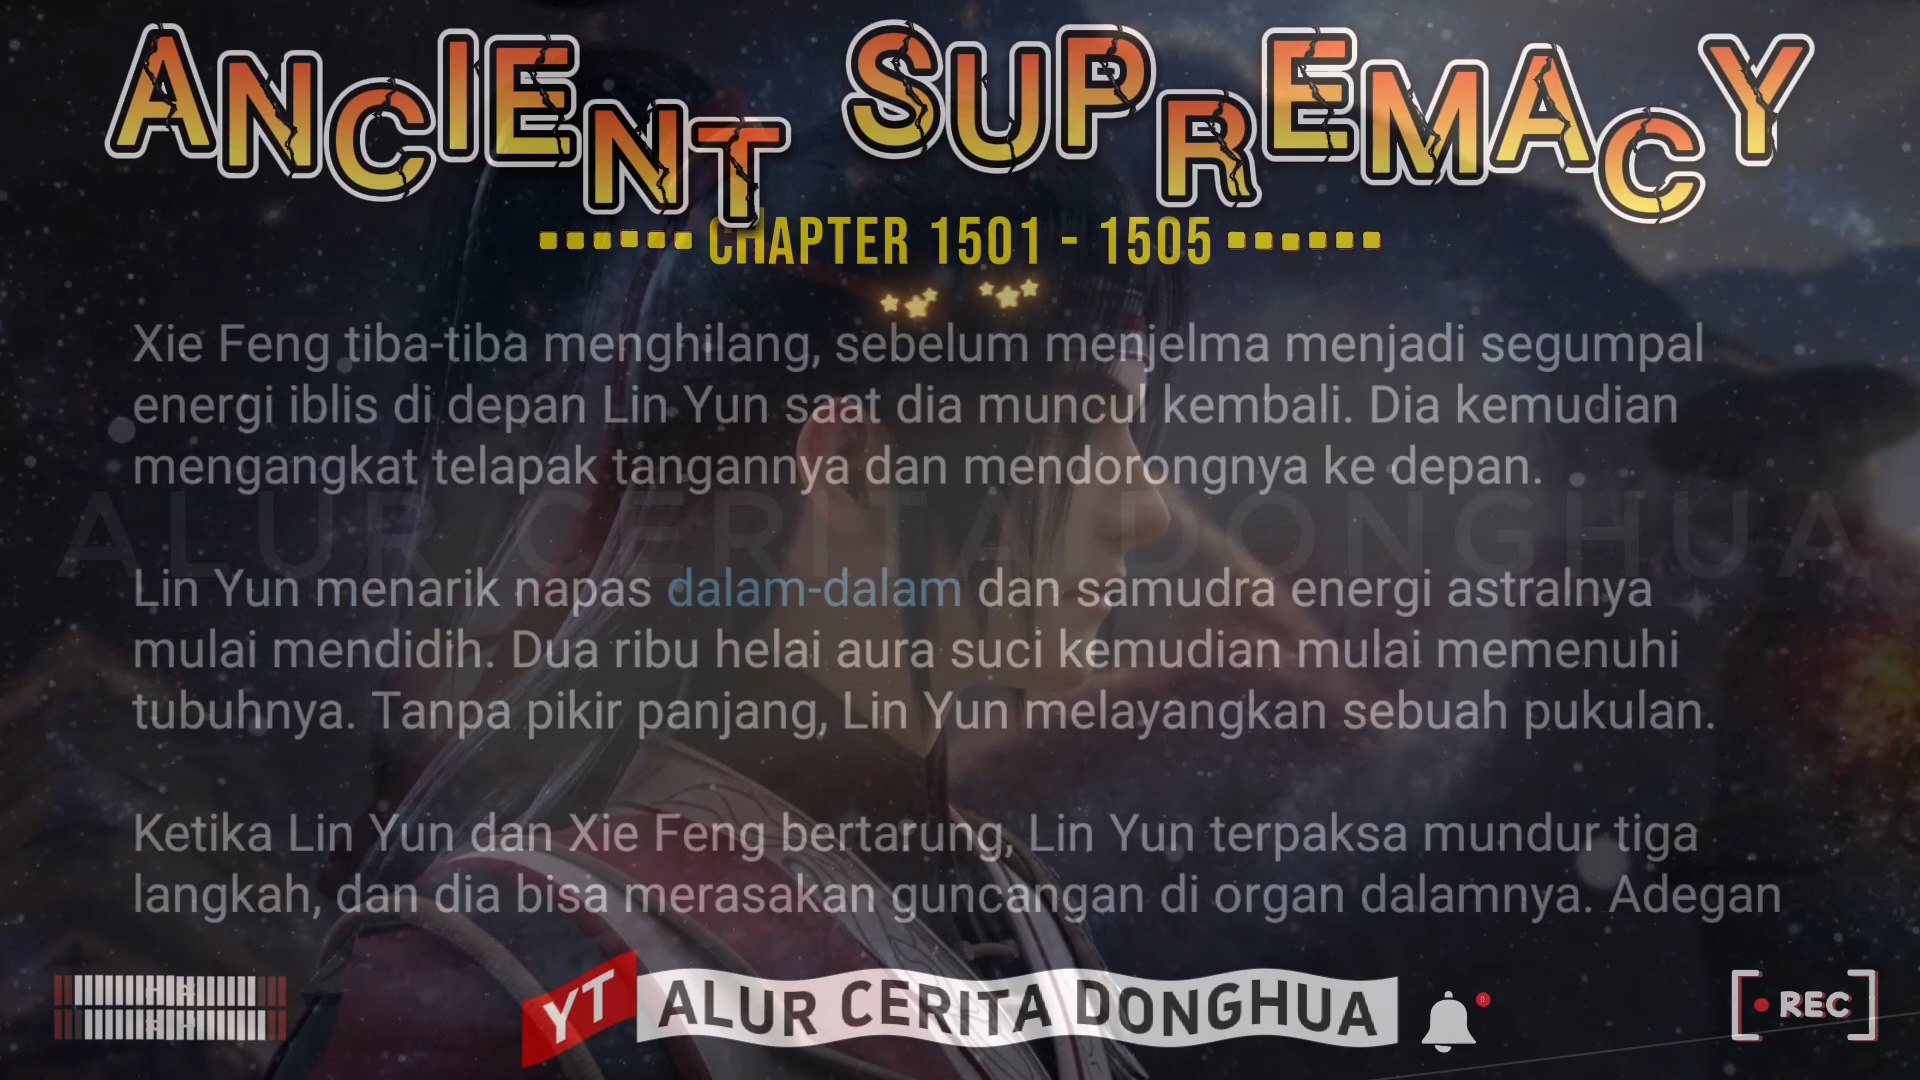 ANCIENT SUPREMACY
CHAPTER 1501 - 1505
Xie Feng tiba-tiba menghilang, sebelum menjelma menjadi segumpal
energi iblis di depan Lin Yun saat dia muncul kembali. Dia kemudian
mengangkat telapak tangannya dan mendorongnya ke depan.
ALUR CERITA DONGHUA
Lin Yun menarik napas dalam-dalam dan samudra energi astralnya
mulai mendidih. Dua ribu helai aura suci kemudian mulai memenuhi
tubuhnya. Tanpa pikir panjang, Lin Yun melayangkan sebuah pukulan.
Ketika Lin Yun dan Xie Feng bertarung, Lin Yun terpaksa mundur tiga
langkah, dan dia bisa merasakan guncangan di organ dalamnya. Adegan
YT ALUR CERITA DONGHUA
REC